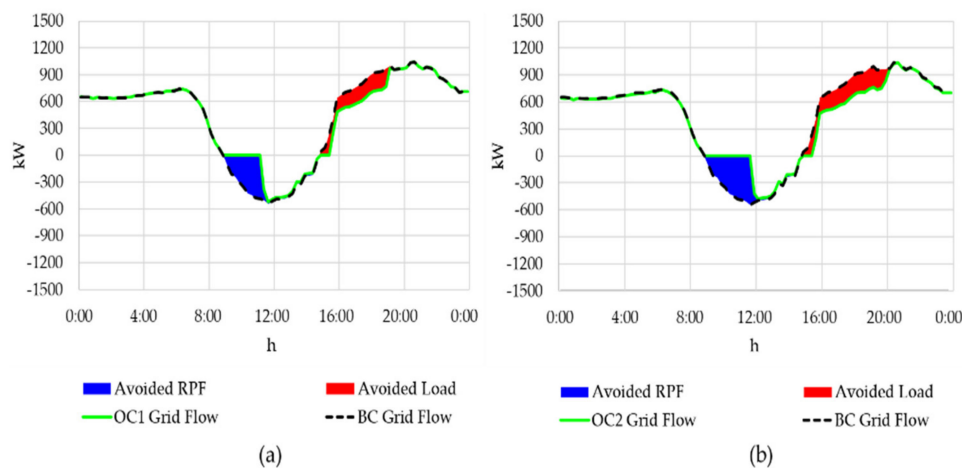 1500
1200
900
600
300
0
-300
-600
-900
-1200
-1500
kW
0:00 4:00 8:00 12:00 16:00 20:00 0:00
h
Avoided RPF Avoided Load
OC1 Grid Flow BC Grid Flow
(a)
1500
1200
900
600
300
0
-300
-600
-900
-1200
-1500
kW
0:00 4:00 8:00 12:00 16:00 20:00 0:00
h
Avoided RPF Avoided Load
OC2 Grid Flow BC Grid Flow
(b)